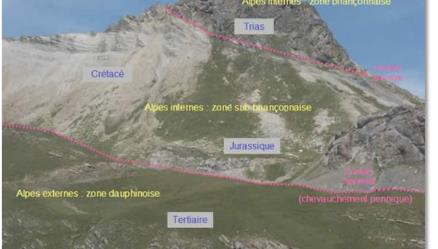 Alpes internes : zone briançonnaise
Trias
Crétacé
Alpes internes : zone sub-briançonnaise
Jurassique
Alpes externes : zone dauphinoise
(chevauchement pennique)
Tertiaire